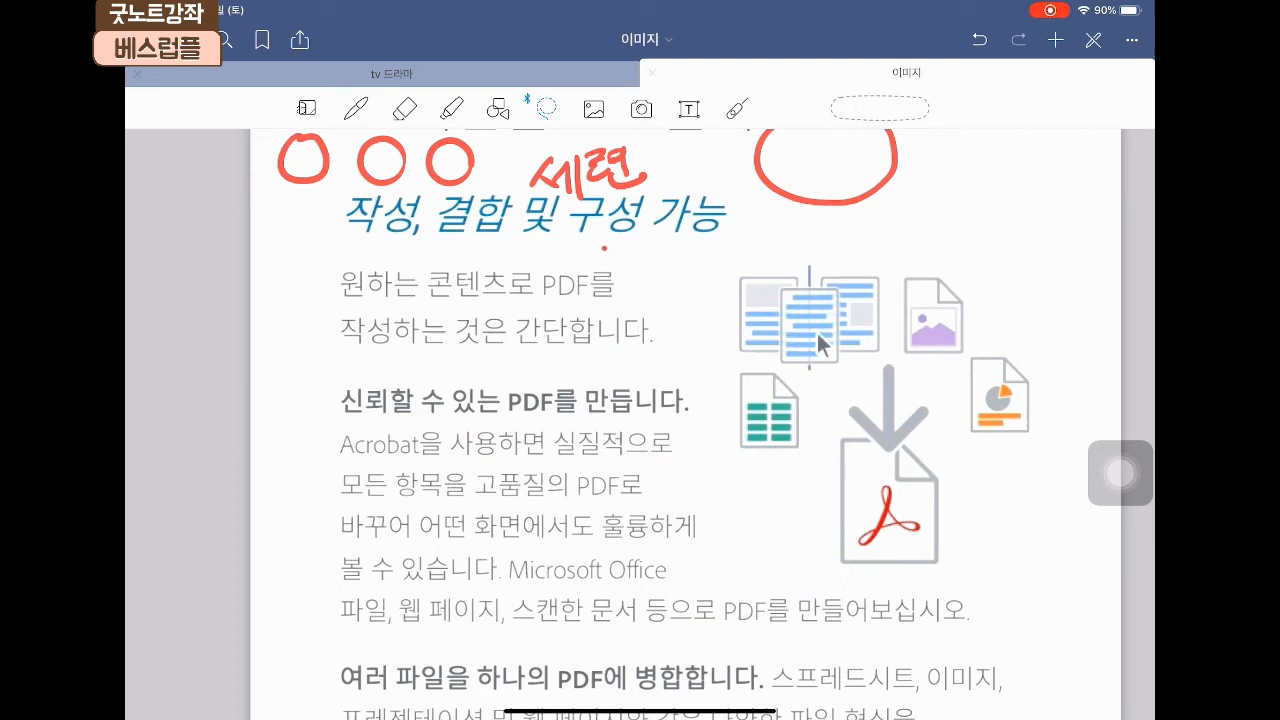 굿노트강좌
베스럽플
일 (토)
90%
이미지
tv 드라마
이미지
세련
작성, 결합 및 구성 가능
원하는 콘텐츠로 PDF를
작성하는 것은 간단합니다.
신뢰할 수 있는 PDF를 만듭니다.
Acrobat을 사용하면 실질적으로
모든 항목을 고품질의 PDF로
바꾸어 어떤 화면에서도 훌륭하게
볼 수 있습니다. Microsoft Office
파일, 웹 페이지, 스캔한 문서 등으로 PDF를 만들어보십시오.
여러 파일을 하나의 PDF에 병합합니다. 스프레드시트, 이미지,